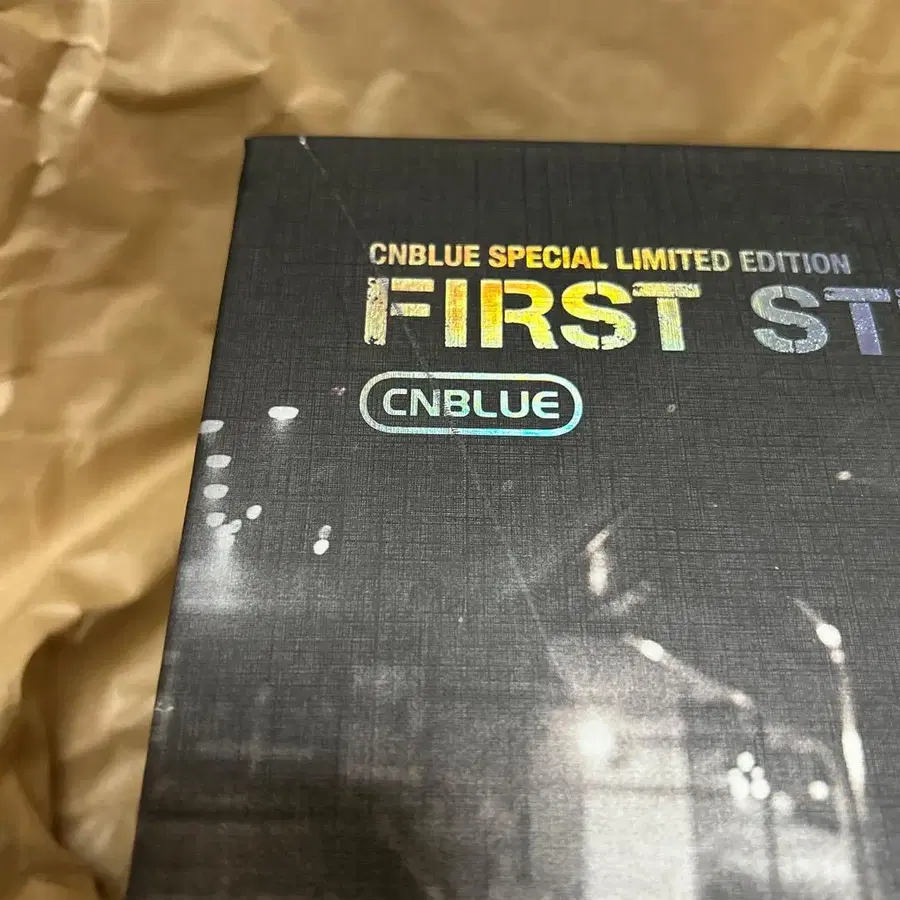 CNBLUE SPECIAL LIMITED EDITION
FIRST ST
CNBLUE